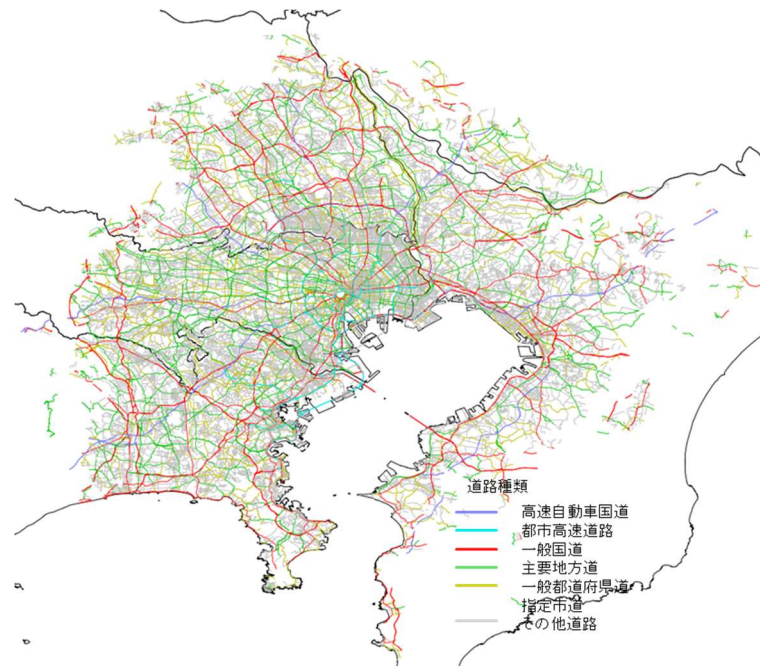 道路種類
高速自動車国道
都市高速道路
一般国道
主要地方道
一般都道府県道
指定市道
その他道路